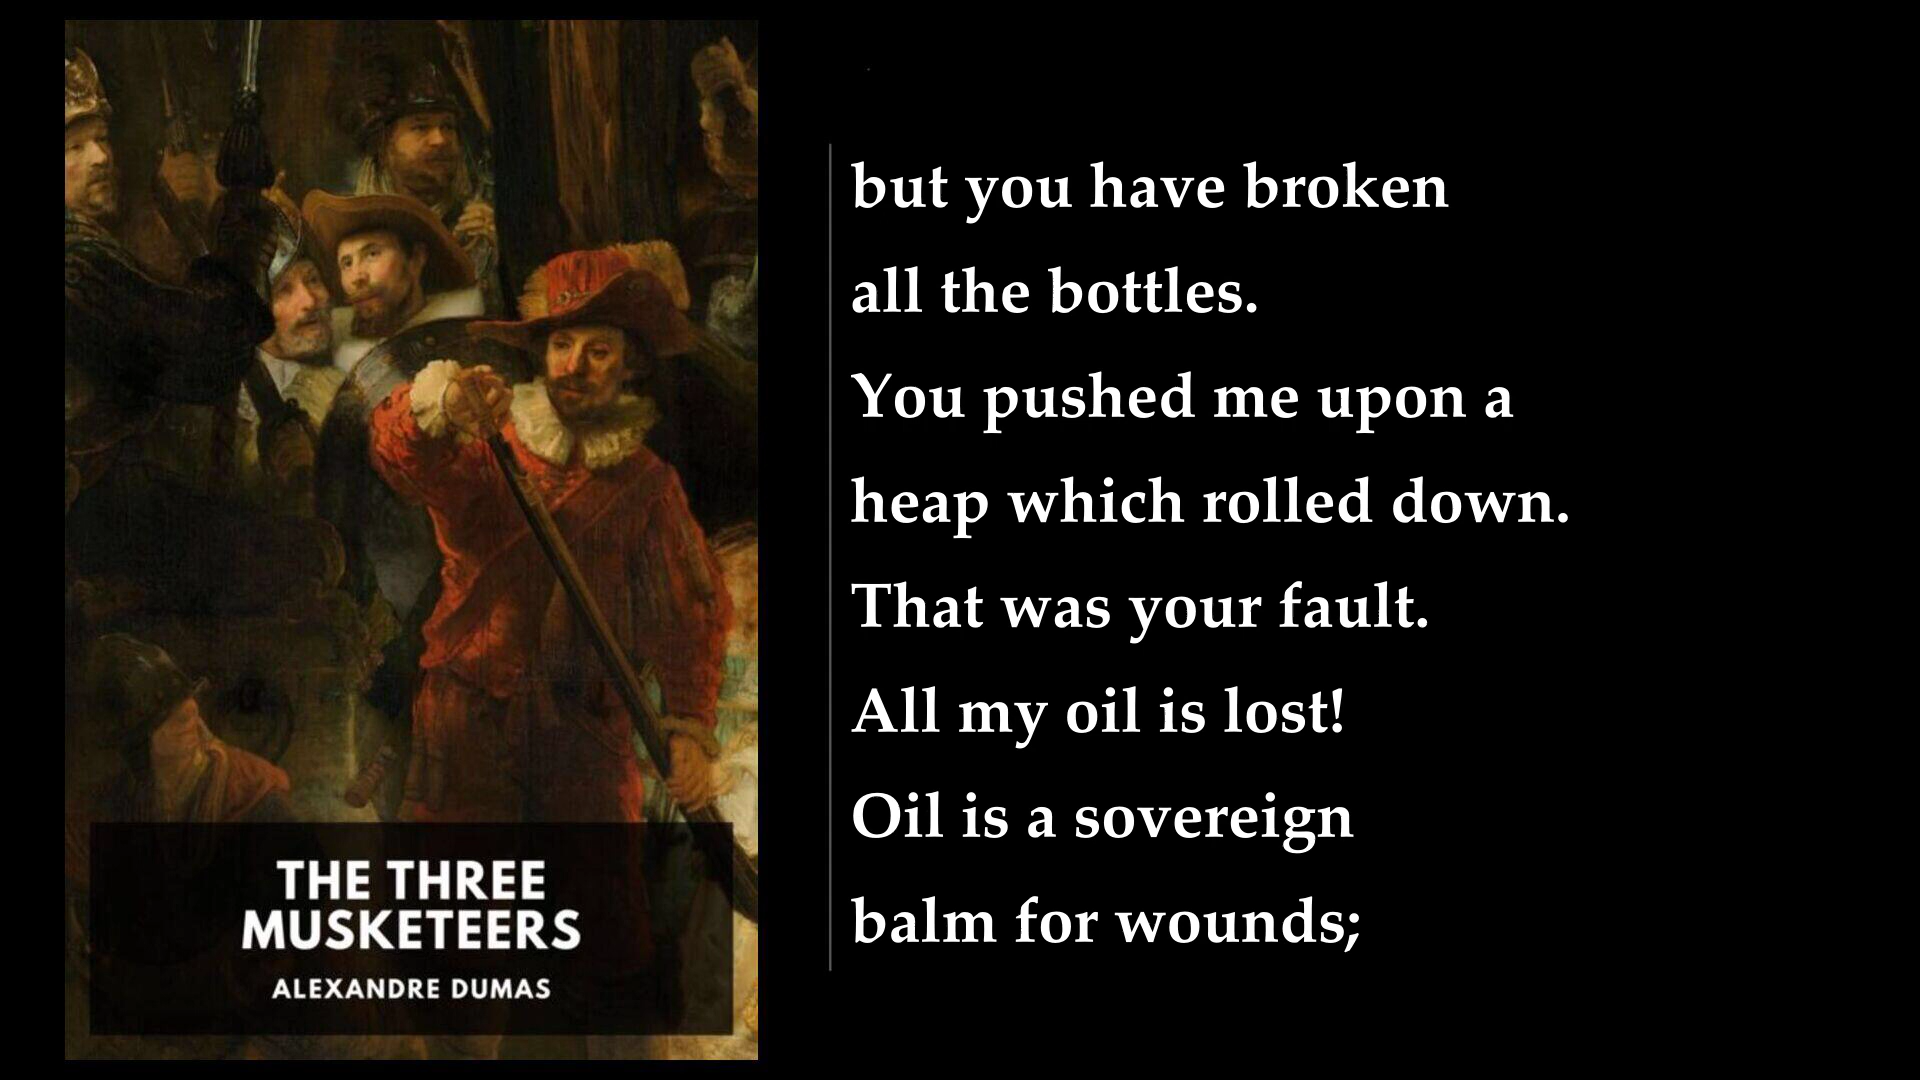 THE THREE
MUSKETEERS
ALEXANDRE DUMAS
but you have broken
all the bottles.
You pushed me upon a
heap which rolled down.
That was your fault.
All my oil is lost!
Oil is a sovereign
balm for wounds;